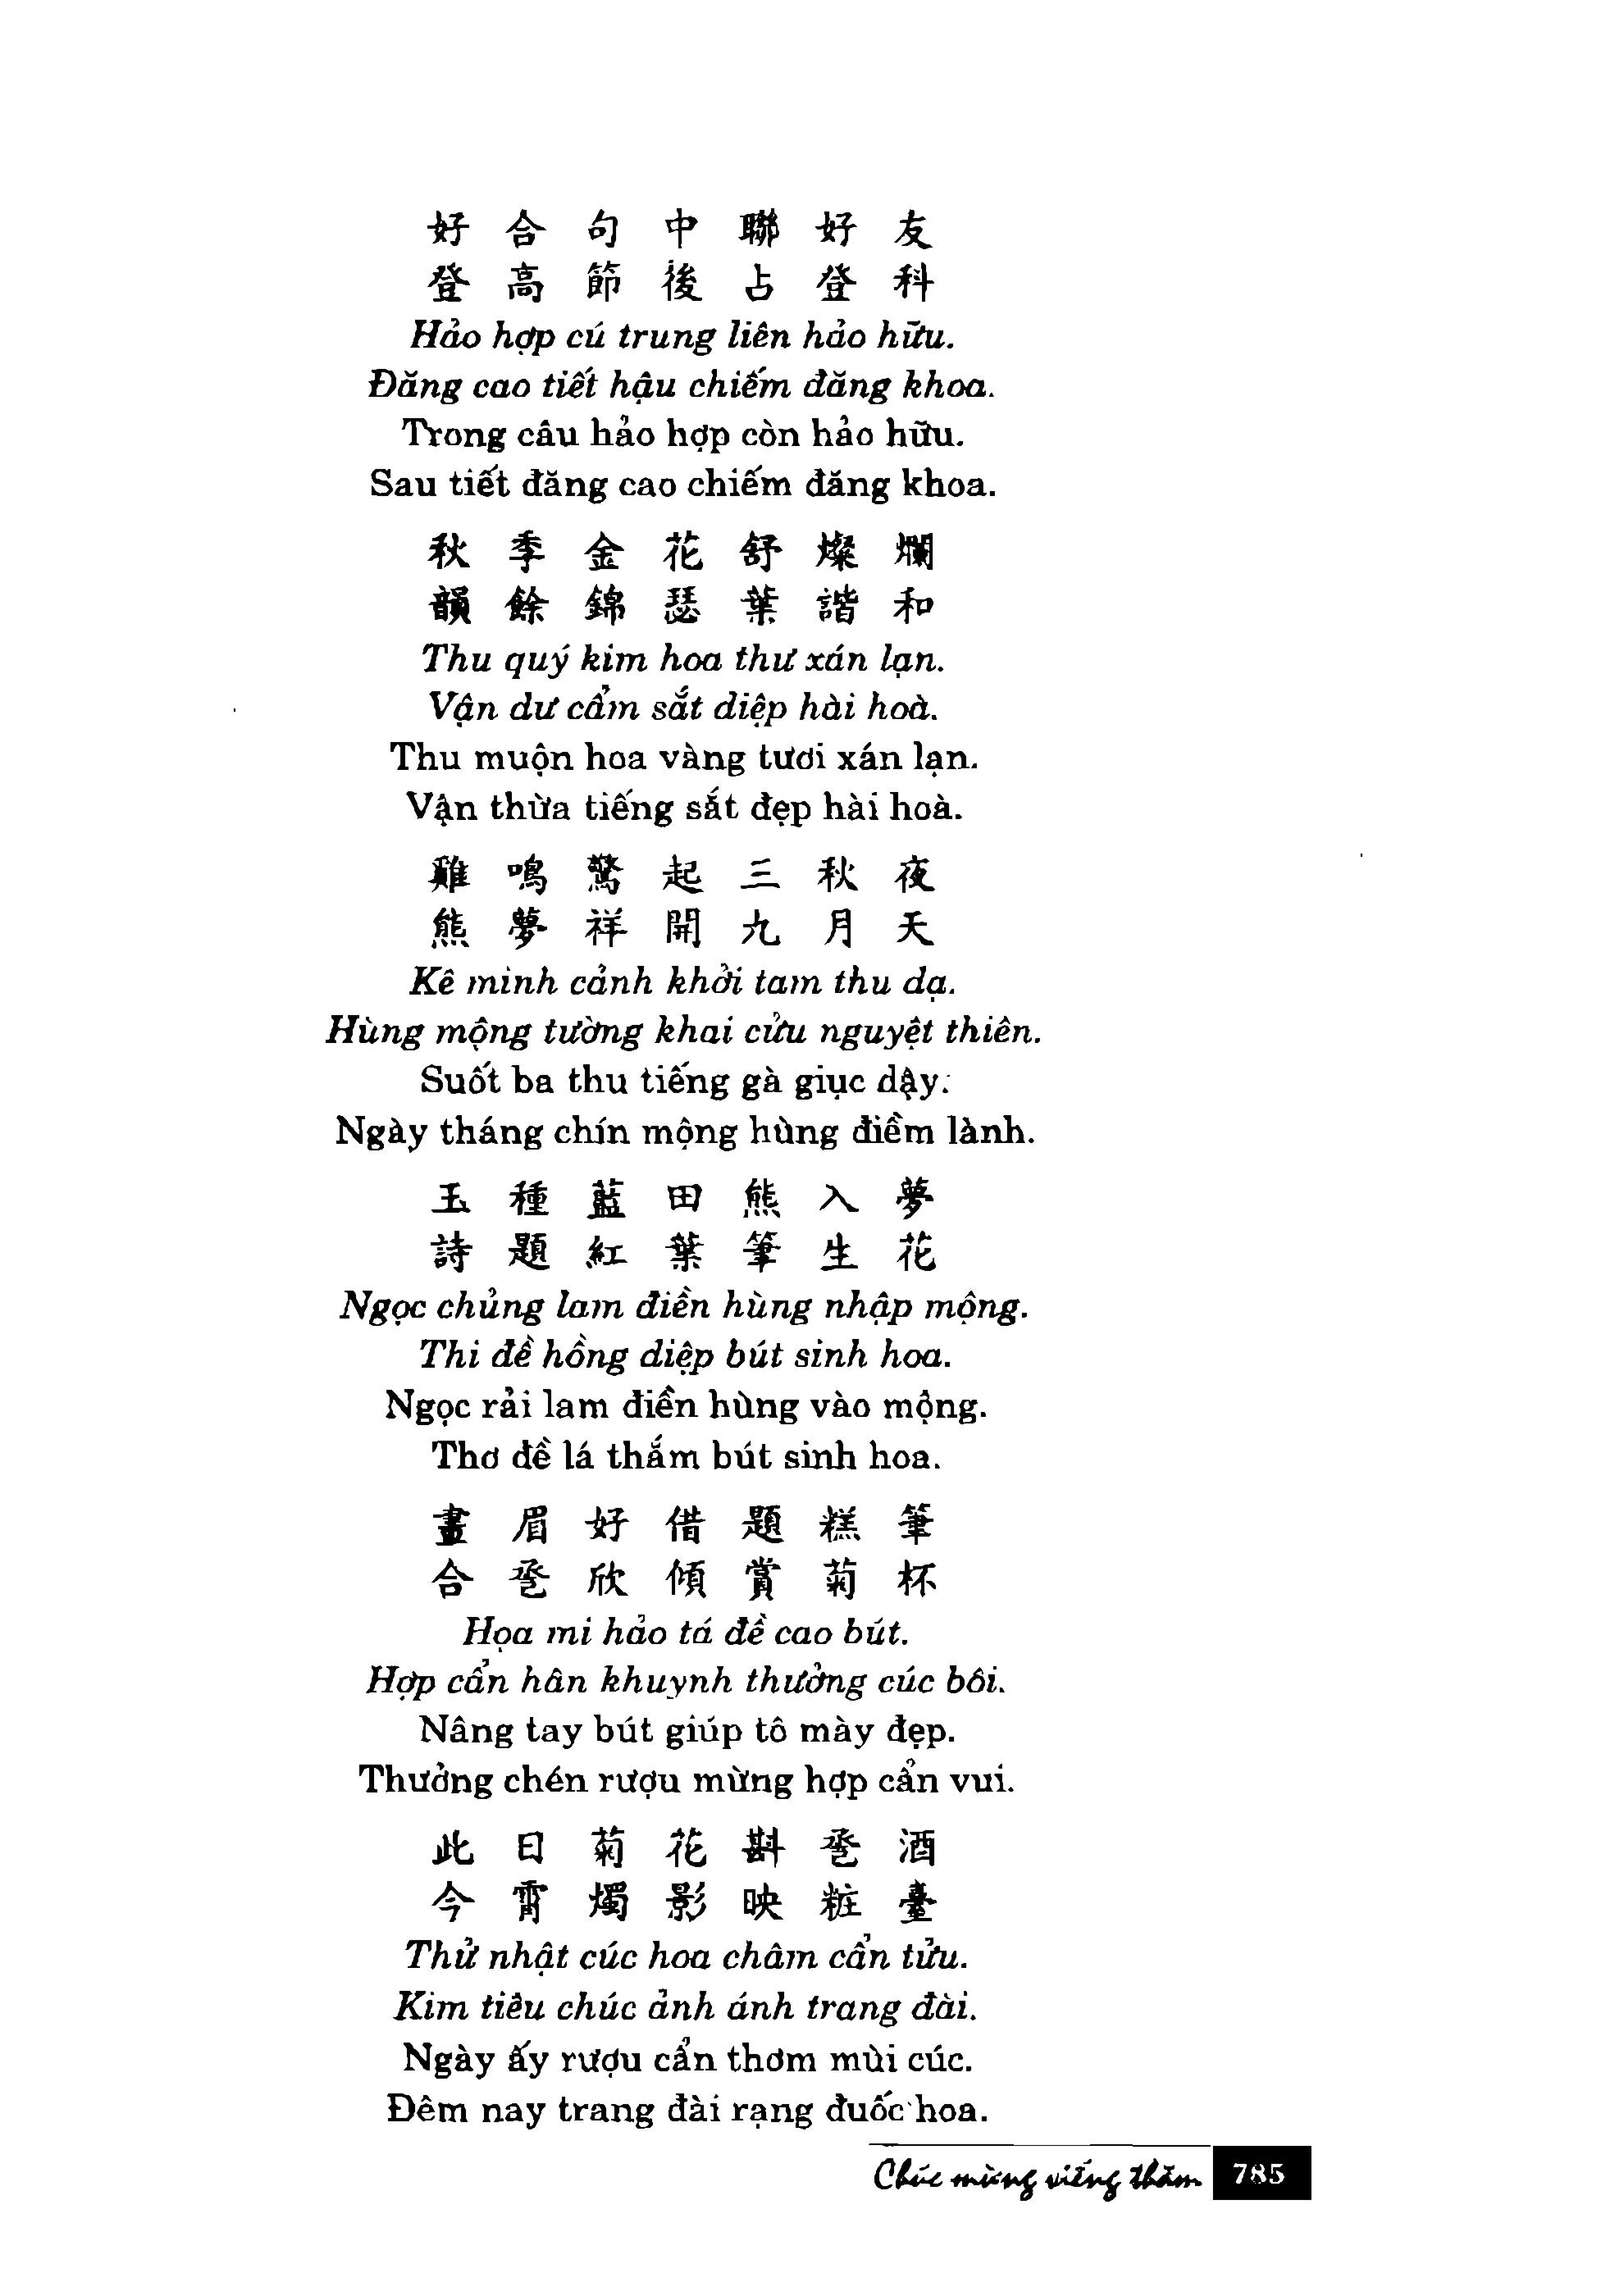 好 合 句 中 聯 好 友
登 高 節 後 占 登 科
Hảo hợp cú trung liên hảo hữu.
Đăng cao tiết hậu chiếm đăng khoa.
Trong câu hảo hợp còn hảo hữu.
Sau tiết đăng cao chiếm đăng khoa.
秋 季 金 花 舒 燦 爛
韻 餘 錦 瑟 葉 諧 和
Thu quý kim hoa thư xán lạn.
Vận dư cẩm sắt diệp hài hoà.
Thu muộn hoa vàng tươi xán lạn.
Vận thừa tiếng sắt đẹp hài hoà.
雞 鳴 驚 起 三 秋 夜
熊 夢 祥 開 九 月 天
Kê minh cảnh khởi tam thu dạ.
Hùng mộng tường khai cửu nguyệt thiên.
Suốt ba thu tiếng gà giục dậy.
Ngày tháng chín mộng hùng điềm lành.
玉 種 藍 田 熊 入 夢
詩 題 紅 葉 筆 生 花
Ngọc chủng lam điền hùng nhập mộng.
Thi đề hồng diệp bút sinh hoa.
Ngọc rải lam điền hùng vào mộng.
Thơ đề lá thắm bút sinh hoa.
畫 眉 好 借 題 糕 筆
合 卺 欣 傾 賞 菊 杯
Họa mi hảo tá đề cao bút.
Hợp cẩn hân khuynh thưởng cúc bôi.
Nâng tay bút giúp tô mày đẹp.
Thưởng chén rượu mừng hợp cẩn vui.
此 日 菊 花 斟 卺 酒
今 霄 燭 影 映 粧 臺
Thử nhật cúc hoa châm cẩn tửu.
Kim tiêu chúc ảnh ánh trang đài.
Ngày ấy rượu cẩn thơm mùi cúc.
Đêm nay trang đài rạng đuốc hoa.
Chúc mừng viếng thăm 785